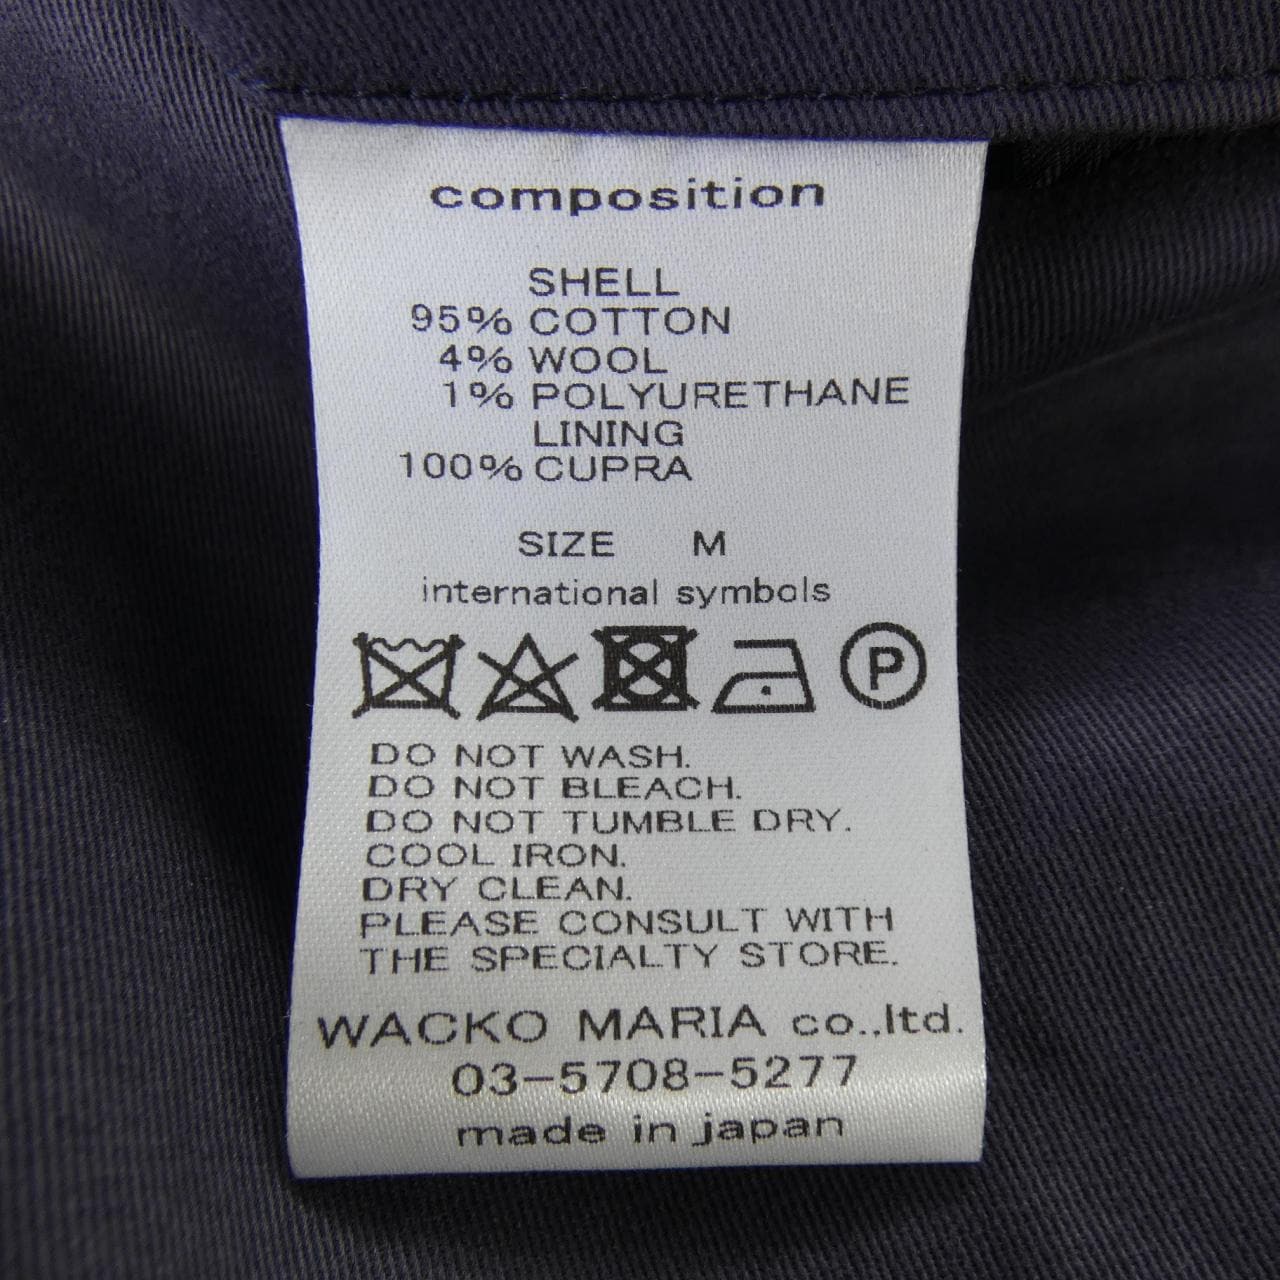 composition
SHELL
95% COTTON
4% WOOL
1% POLYURETHANE
LINING
100% CUPRA
SIZE M
international symbols
P
DO NOT WASH.
DO NOT BLEACH.
DO NOT TUMBLE DRY.
COOL IRON.
DRY CLEAN.
PLEASE CONSULT WITH
THE SPECIALTY STORE.
WACKO MARIA co.,ltd.
03-5708-5277
made in japan